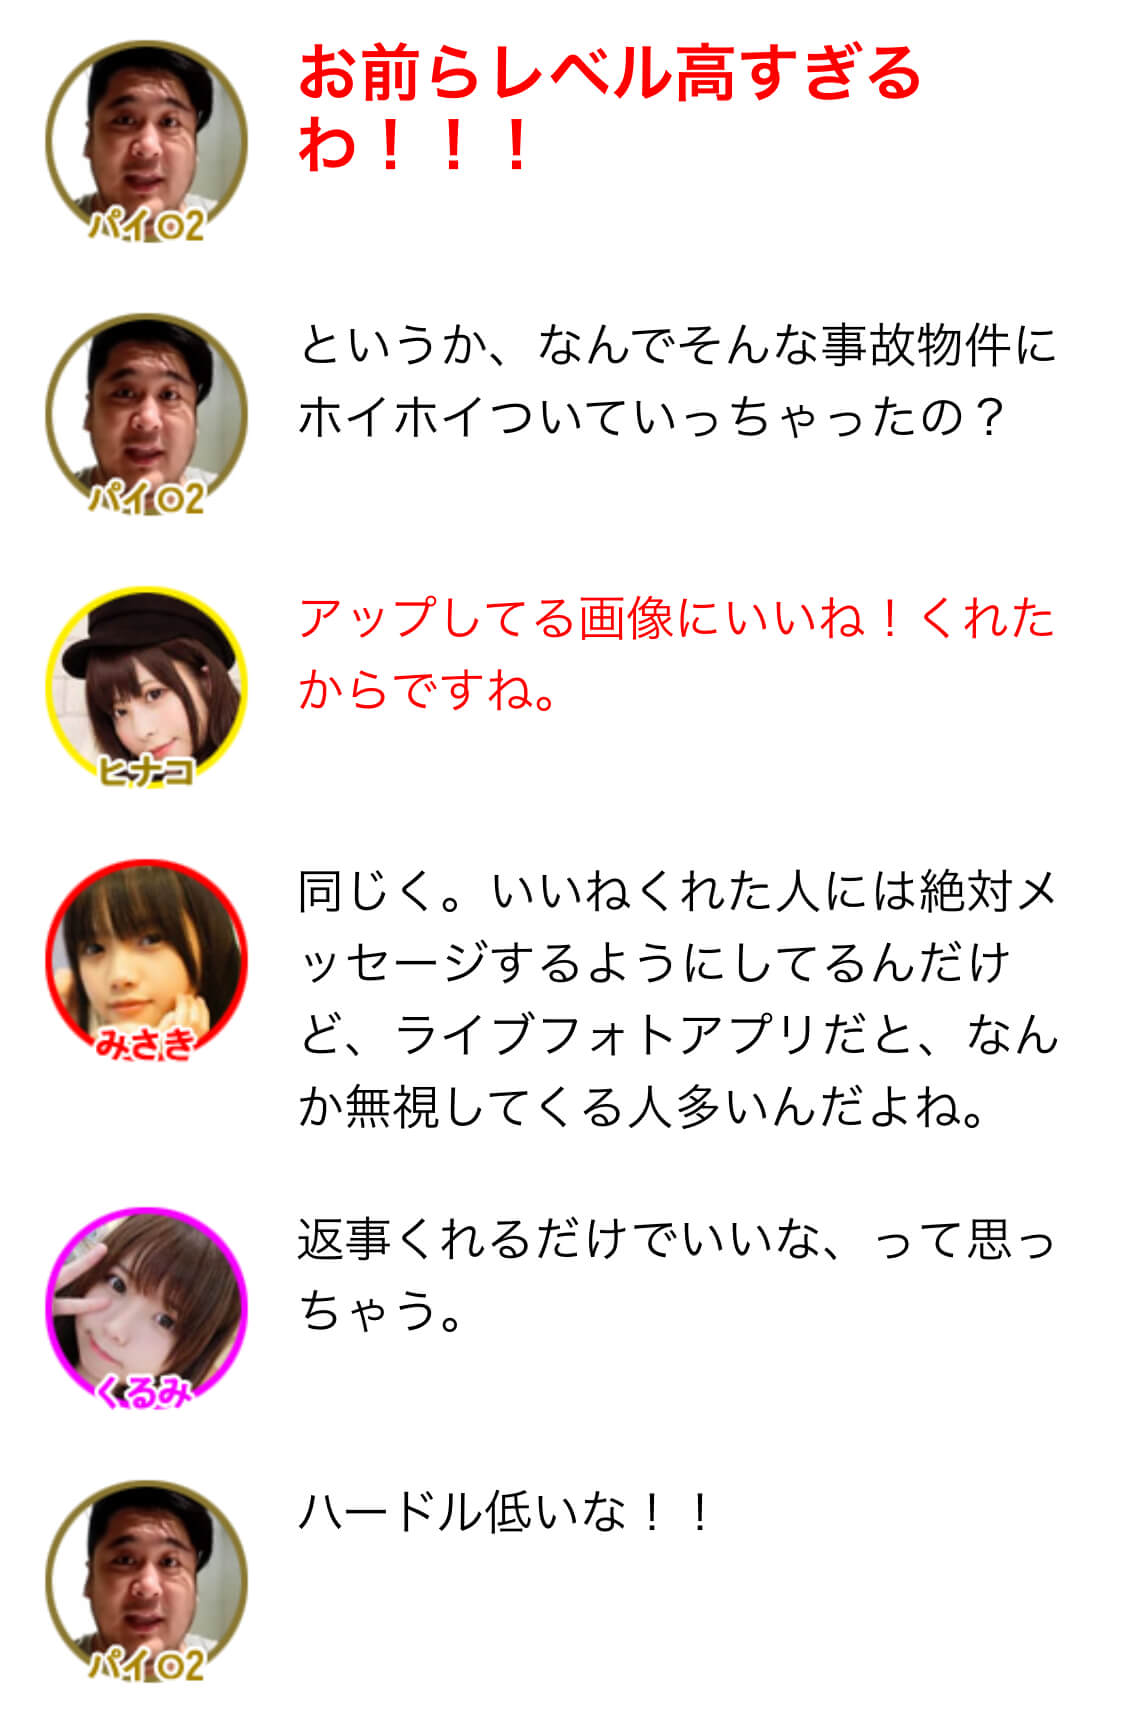 お前らレベル高すぎる
わ！！！
パイ02
というか、なんでそんな事故物件に
ホイホイついていっちゃったの？
パイ02
アップしてる画像にいいね！くれた
からですね。
ヒナコ
同じく。いいねくれた人には絶対メ
ッセージするようにしてるんだけ
ど、ライブフォトアプリだと、なん
か無視してくる人多いんだよね。
みさき
返事くれるだけでいいな、って思っ
ちゃう。
くるみ
ハードル低いな！！
パイ02